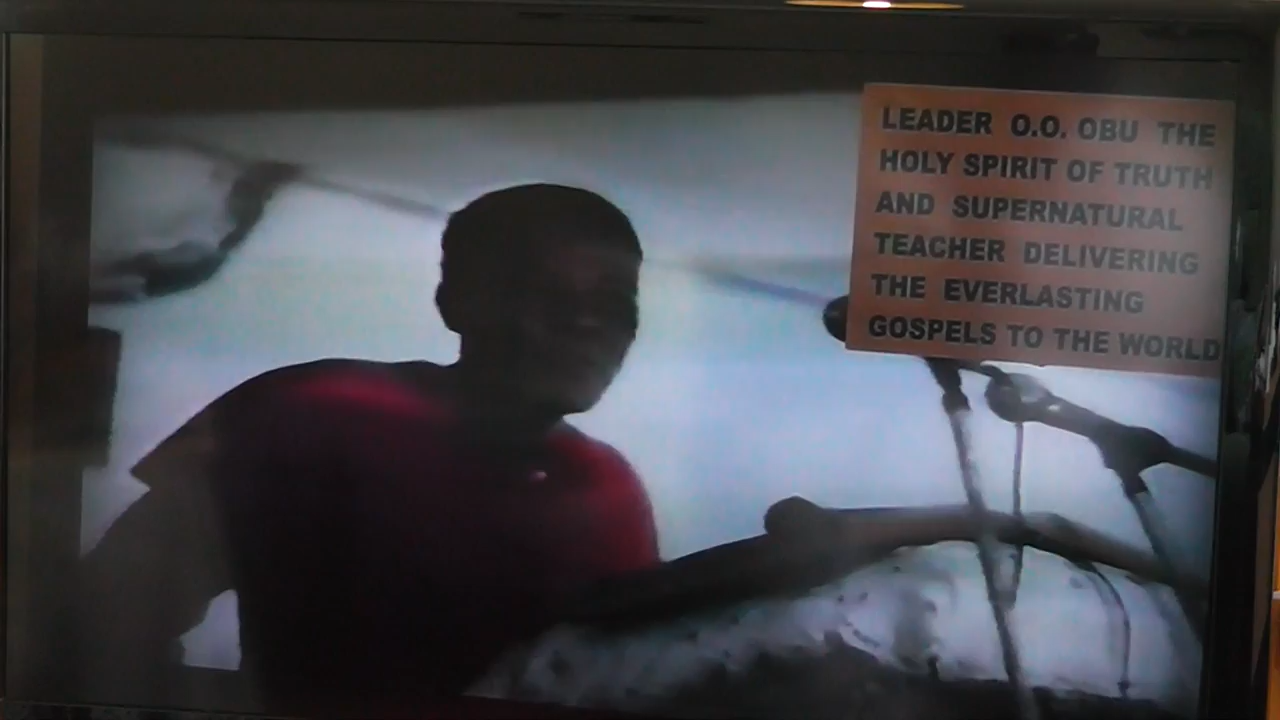 LEADER O.O. OBU THE
HOLY SPIRIT OF TRUTH
AND SUPERNATURAL
TEACHER DELIVERING
THE EVERLASTING
GOSPELS TO THE WORLD